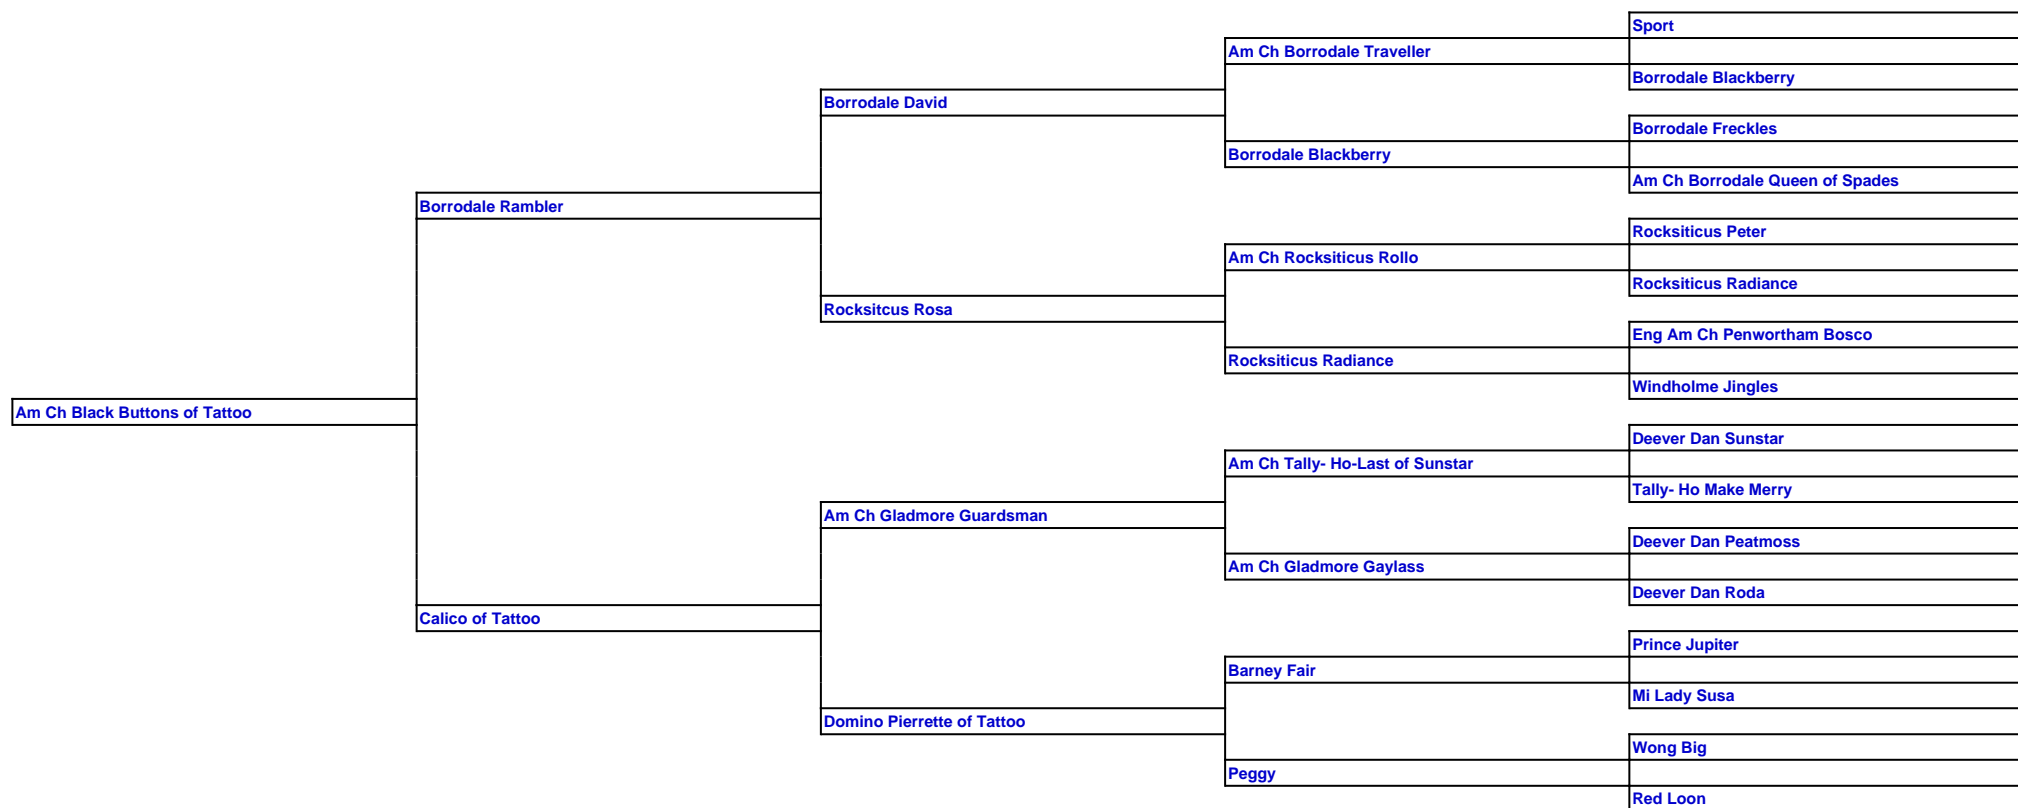 Sport
Am Ch Borrodale Traveller
Borrodale Blackberry
Borrodale David
Borrodale Freckles
Borrodale Blackberry
Am Ch Borrodale Queen of Spades
Borrodale Rambler
Rocksiticus Peter
Am Ch Rocksiticus Rollo
Rocksiticus Radiance
Rocksitcus Rosa
Eng Am Ch Penwortham Bosco
Rocksiticus Radiance
Windholme Jingles
Am Ch Black Buttons of Tattoo
Deever Dan Sunstar
Am Ch Tally- Ho-Last of Sunstar
Tally- Ho Make Merry
Am Ch Gladmore Guardsman
Deever Dan Peatmoss
Am Ch Gladmore Gaylass
Deever Dan Roda
Calico of Tattoo
Prince Jupiter
Barney Fair
Mi Lady Susa
Domino Pierrette of Tattoo
Wong Big
Peggy
Red Loon